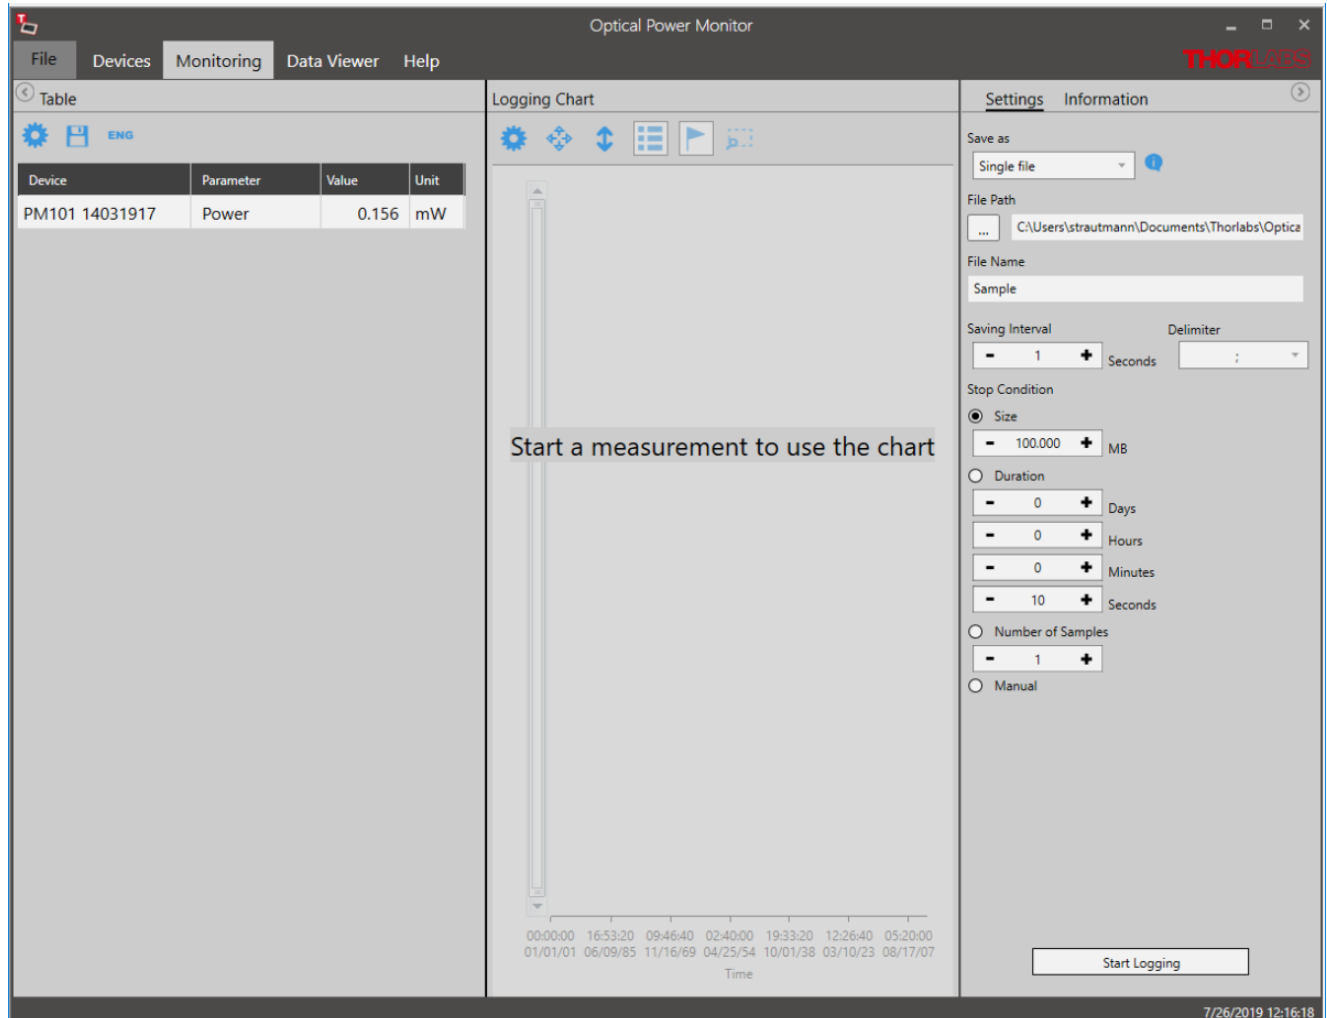 Optical Power Monitor
File Devices Monitoring Data Viewer Help
THORLABS
Table
ENG
Device Parameter Value Unit
PM101 14031917 Power 0.156 mW
Logging Chart
Start a measurement to use the chart
00:00:00 16:53:20 09:46:40 02:40:00 19:33:20 12:26:40 05:20:00
01/01/01 06/09/85 11/16/69 04/25/54 10/01/38 03/10/23 08/17/07
Time
Settings Information
Save as
Single file
File Path
... C:\Users\strautmann\Documents\Thorlabs\Optica
File Name
Sample
Saving Interval Delimiter
- 1 + Seconds ;
Stop Condition
Size
- 100.000 + MB
Duration
- 0 + Days
- 0 + Hours
- 0 + Minutes
- 10 + Seconds
Number of Samples
- 1 +
Manual
Start Logging
7/26/2019 12:16:18